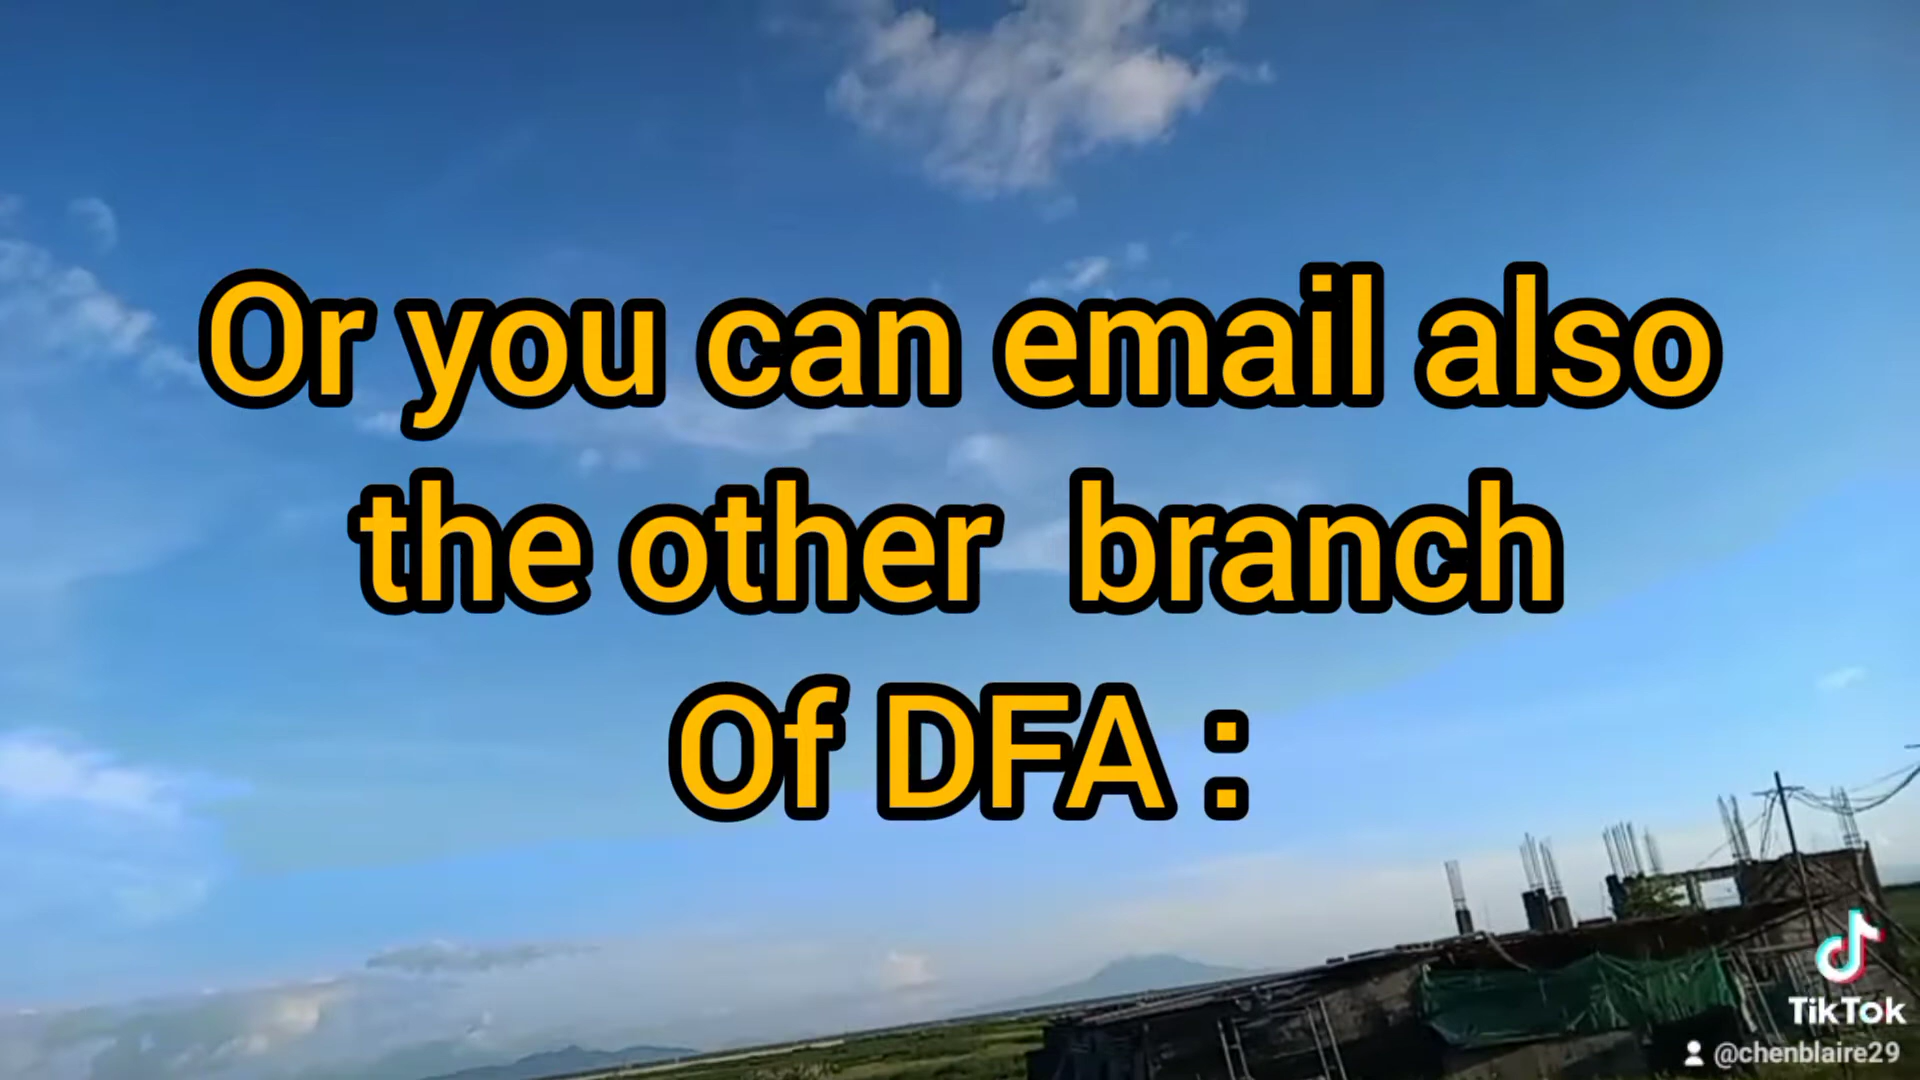 Or you can email also
the other branch
Of DFA :
TikTok
@chenblaire29